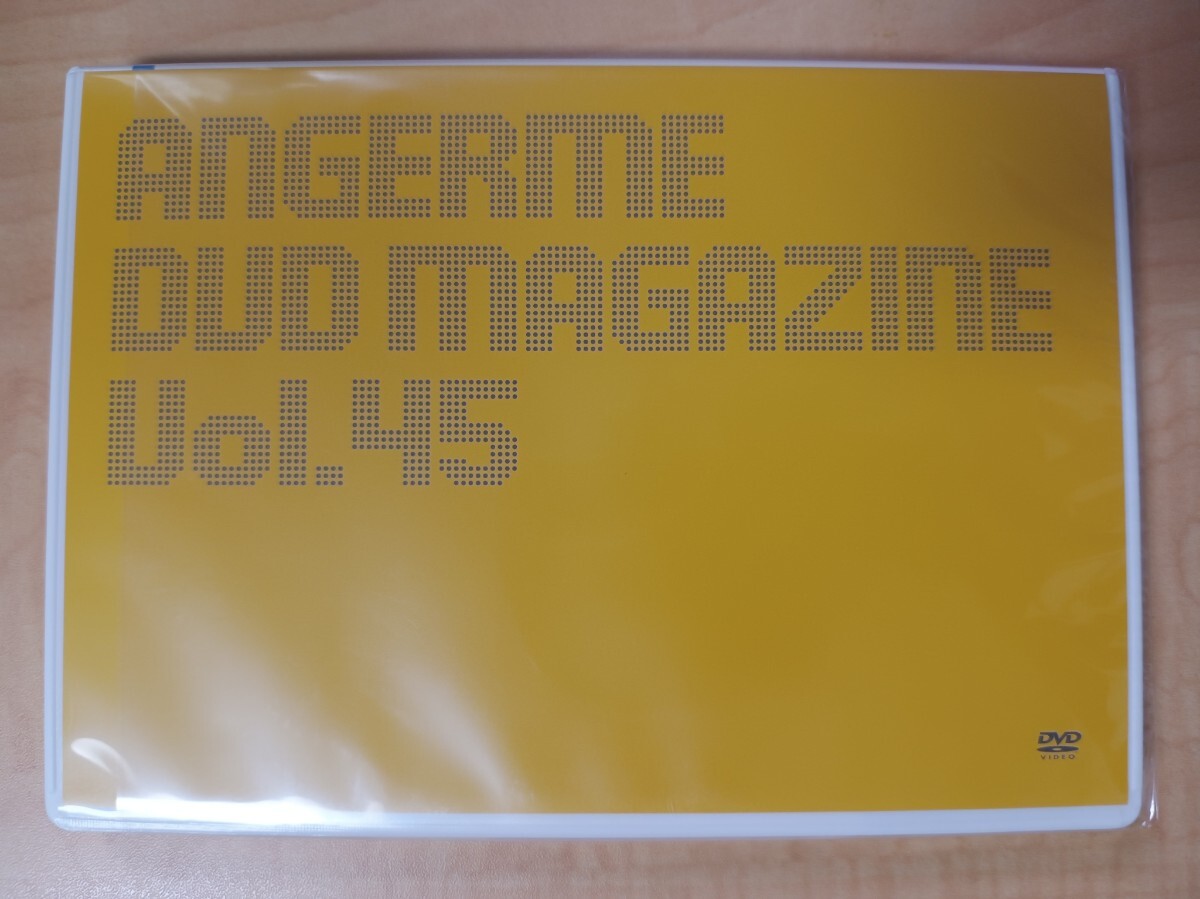 ANGERME
DVD MAGAZINE
Vol.45
DVD
VIDEO